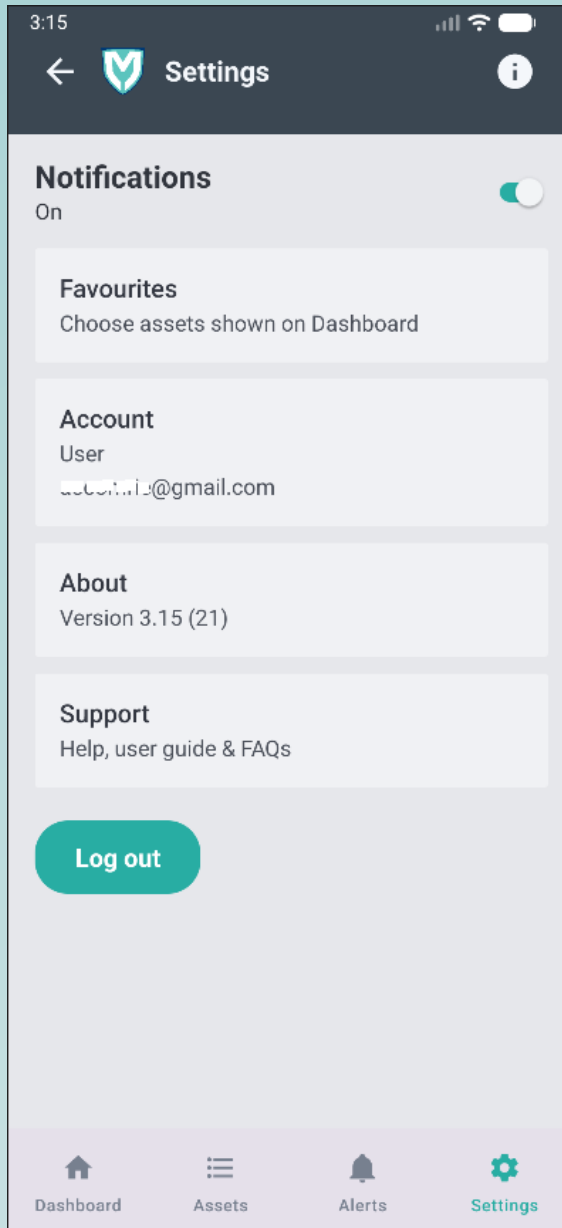 3:15
Settings
Notifications
On
Favourites
Choose assets shown on Dashboard
Account
User
@gmail.com
About
Version 3.15 (21)
Support
Help, user guide & FAQs
Log out
Dashboard
Assets
Alerts
Settings